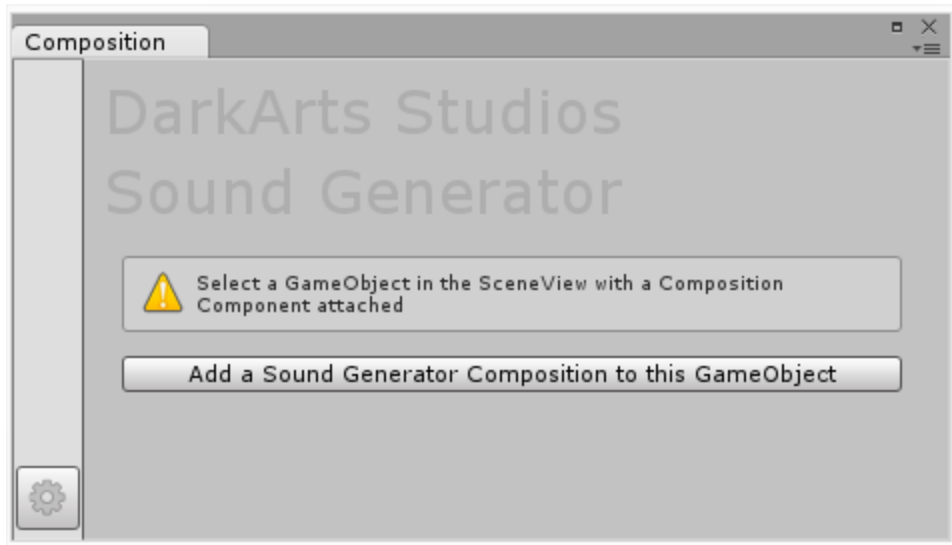 Composition
DarkArts Studios
Sound Generator
Select a GameObject in the SceneView with a Composition
Component attached
Add a Sound Generator Composition to this GameObject